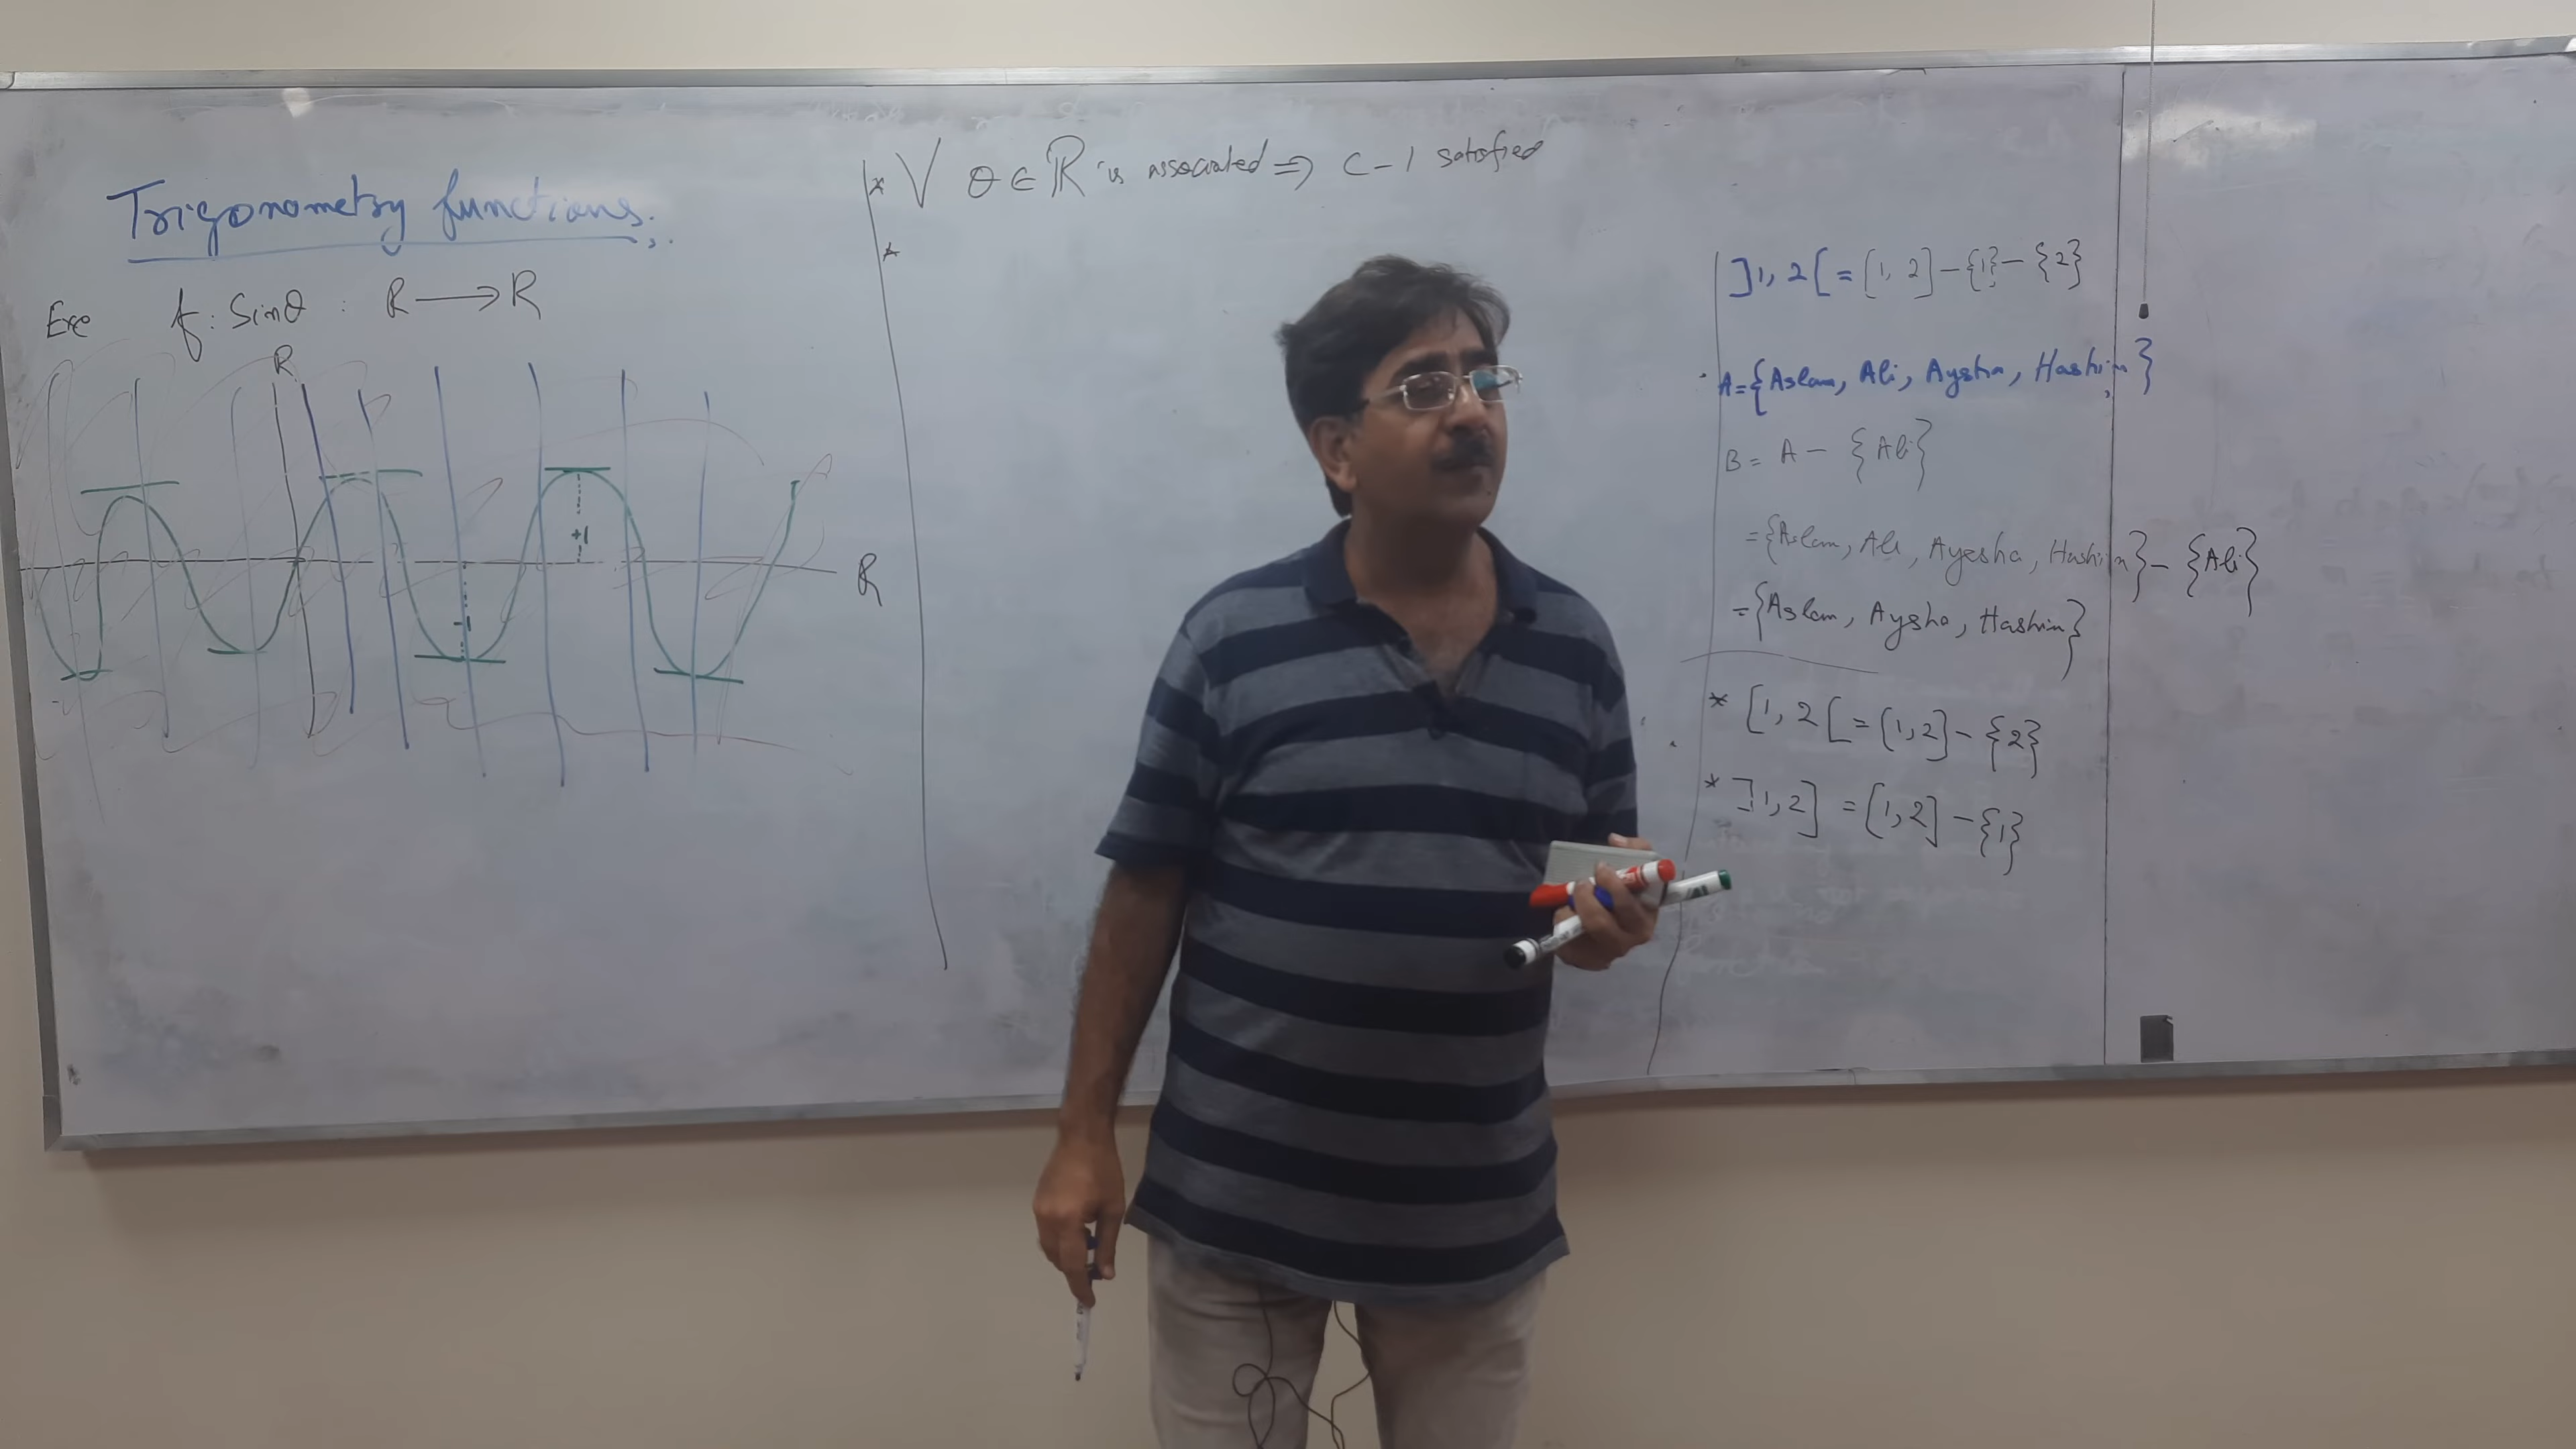 Trigonometry functions;.
Exe f: Sinθ : R ⟶ R
R
+1
-1
R
* ∀ θ ∈ ℝ is associated ⇒ C-1 satisfied
*
]1, 2[ = [1, 2] - {1} - {2}
A={Aslam, Ali, Aysha, Hashim}
B = A - {Ali}
={Aslam, Ali, Ayesha, Hashim} - {Ali}
={Aslam, Aysha, Hashim}
* [1, 2[ = [1,2] - {2}
* ]1,2] = [1,2] - {1}